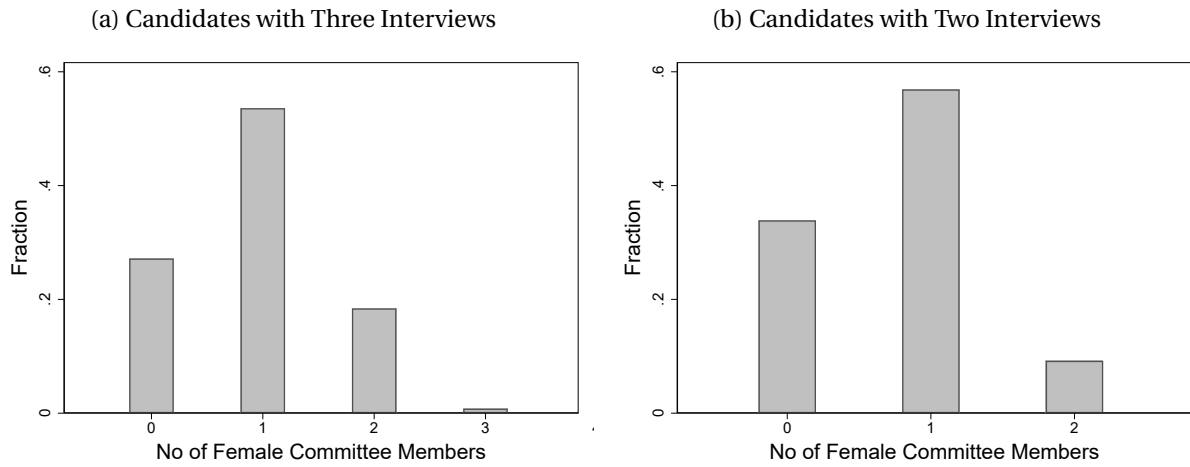 (a) Candidates with Three Interviews
.6
.4
.2
0
Fraction
0 1 2 3
No of Female Committee Members
(b) Candidates with Two Interviews
.6
.4
.2
0
Fraction
0 1 2
No of Female Committee Members